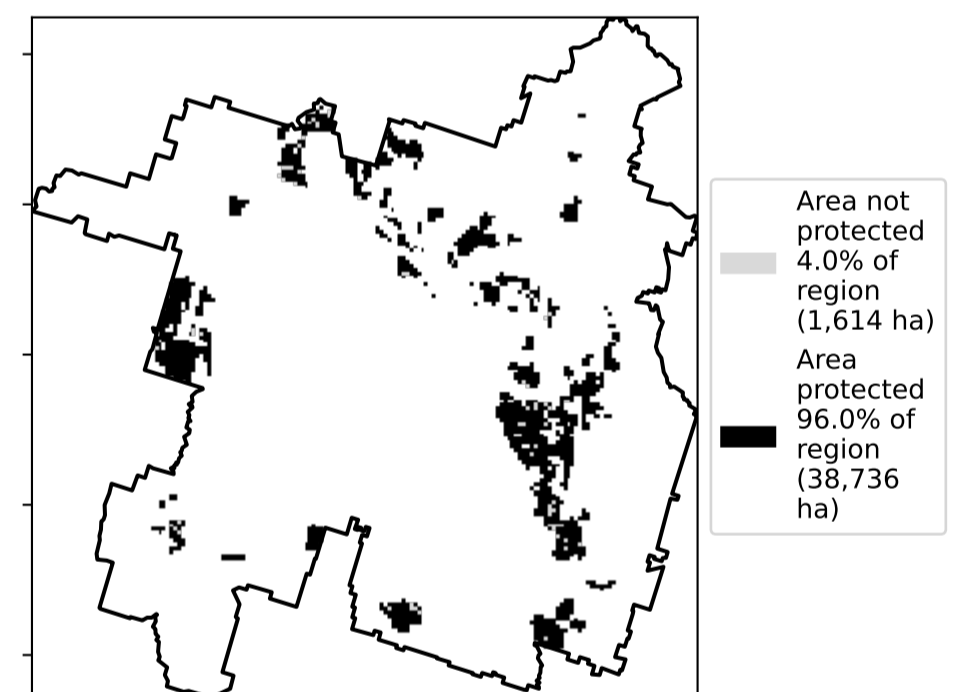 Area not
protected
4.0% of
region
(1,614 ha)
Area
protected
96.0% of
region
(38,736
ha)